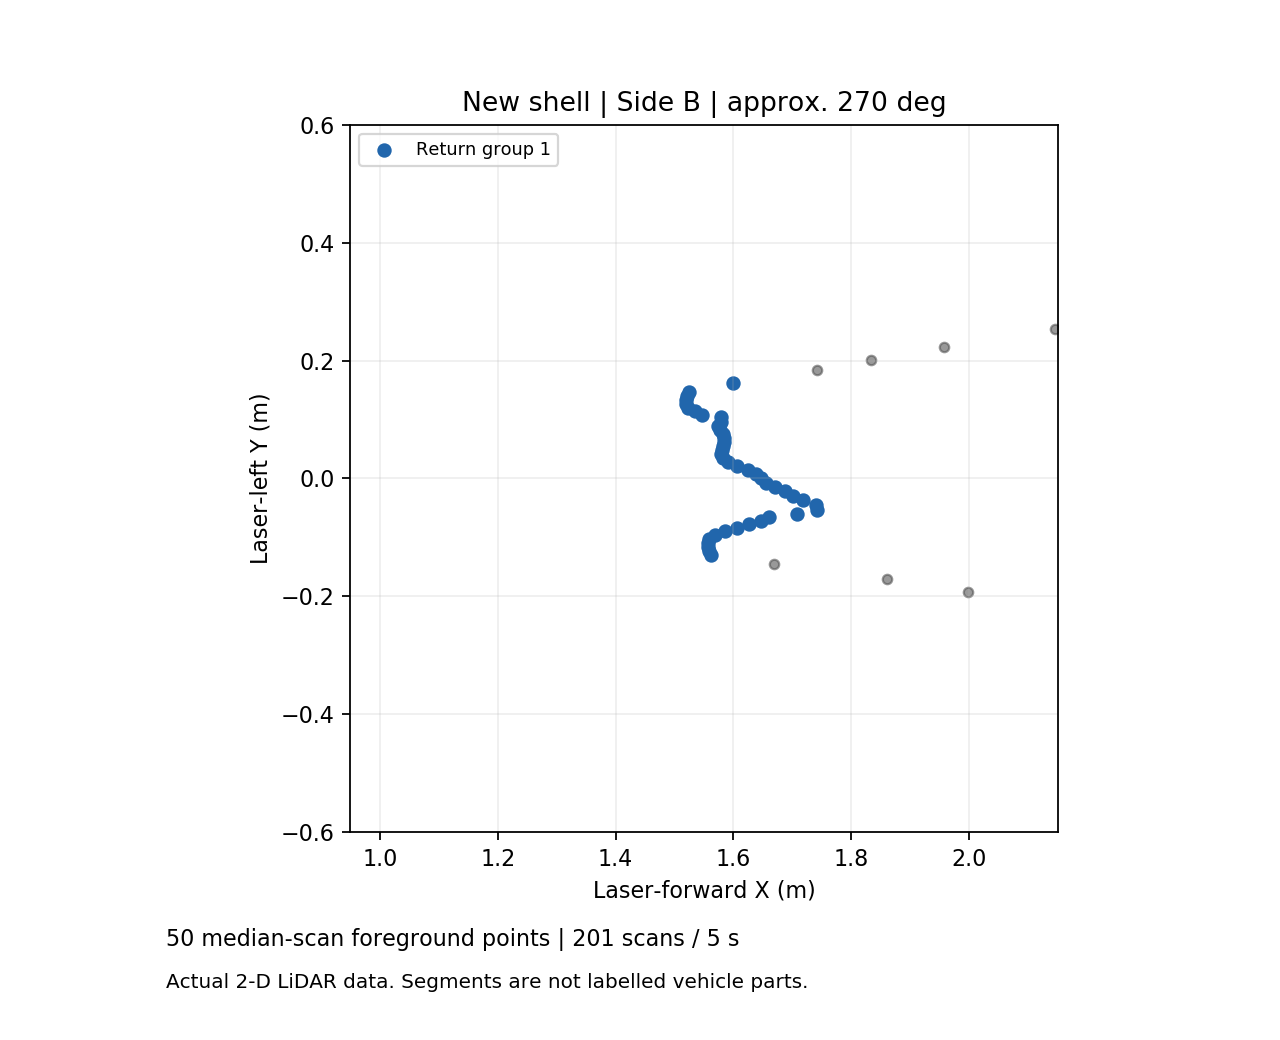 New shell | Side B | approx. 270 deg
Return group 1
0.6
0.4
0.2
0.0
−0.2
−0.4
−0.6
Laser-left Y (m)
1.0 1.2 1.4 1.6 1.8 2.0
Laser-forward X (m)
50 median-scan foreground points | 201 scans / 5 s
Actual 2-D LiDAR data. Segments are not labelled vehicle parts.